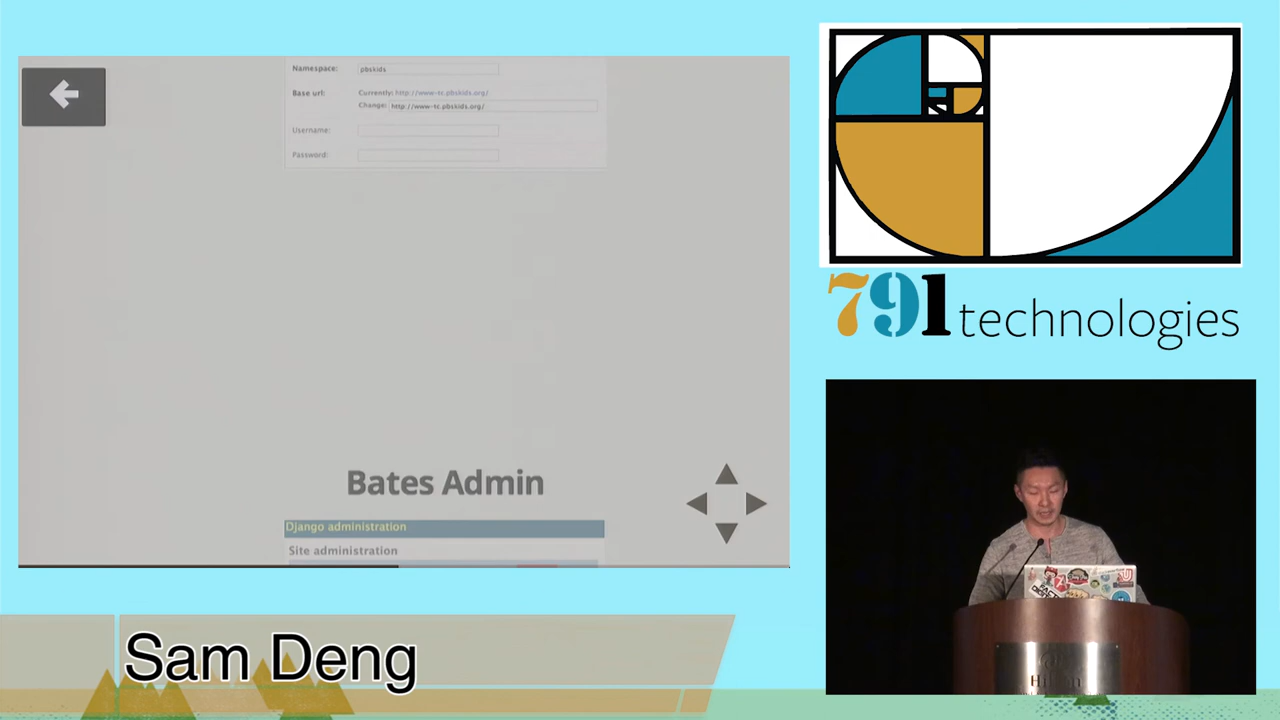 Namespace: pbskids
Base url: Currently: http://www-tc.pbskids.org/
Change: http://www-tc.pbskids.org/
Username:
Password:
Bates Admin
Django administration
Site administration
791 technologies
Sam Deng